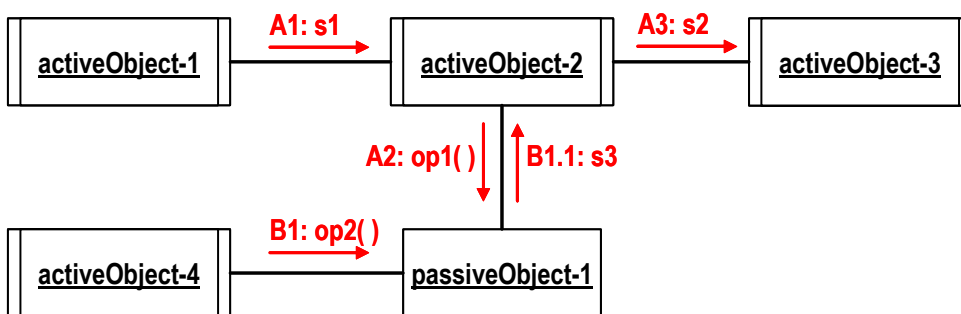 A1: s1
A3: s2
activeObject-1
activeObject-2
activeObject-3
A2: op1( )
B1.1: s3
B1: op2( )
activeObject-4
passiveObject-1